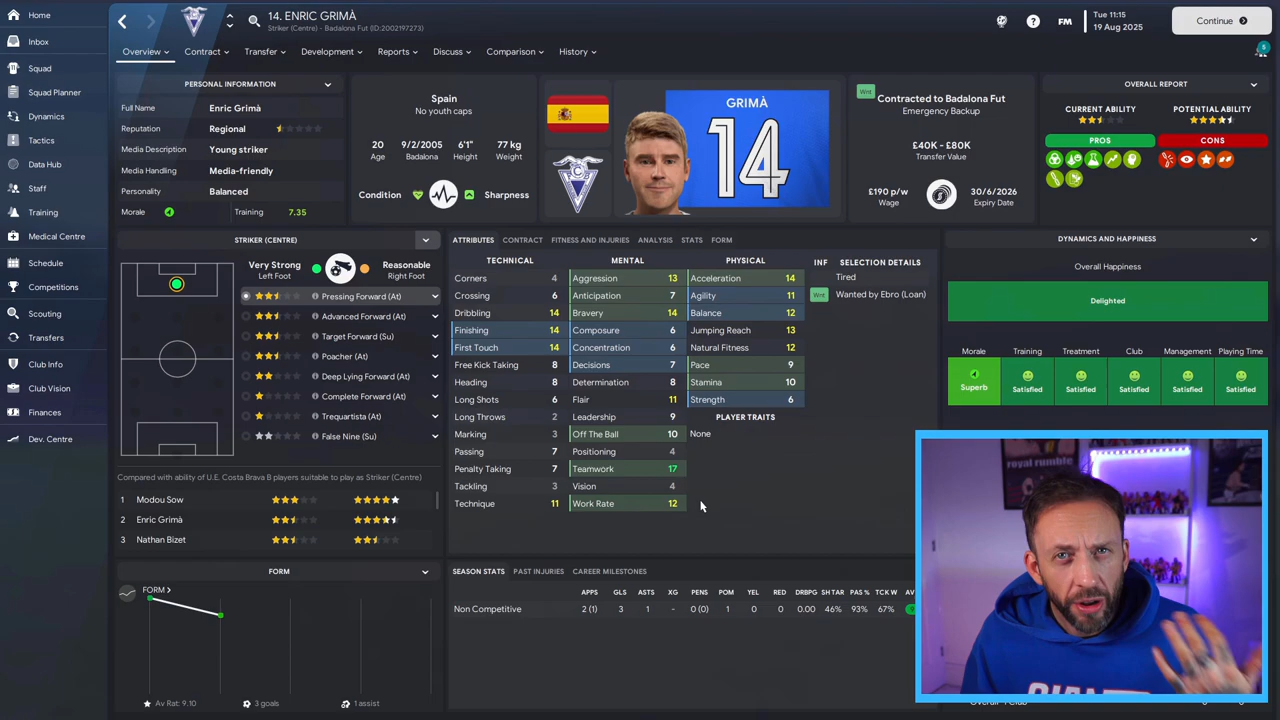 Home
Inbox
Squad
Squad Planner
Dynamics
Tactics
Data Hub
Staff
Training
Medical Centre
Schedule
Competitions
Scouting
Transfers
Club Info
Club Vision
Finances
Dev. Centre
14. ENRIC GRIMÀ
Striker (Centre) - Badalona Fut (ID:2002197273)
FM
Tue 11:15
19 Aug 2025
Continue
Overview
Contract
Transfer
Development
Reports
Discuss
Comparison
History
5
PERSONAL INFORMATION
Full Name Enric Grimà
Reputation Regional
Media Description Young striker
Media Handling Media-friendly
Personality Balanced
Morale Training 7.35
Spain
No youth caps
20 9/2/2005 6'1" 77 kg
Age Badalona Height Weight
Condition Sharpness
GRIMÀ
14
Wnt
Contracted to Badalona Fut
Emergency Backup
£40K - £80K
Transfer Value
£190 p/w 30/6/2026
Wage Expiry Date
OVERALL REPORT
CURRENT ABILITY POTENTIAL ABILITY
PROS CONS
STRIKER (CENTRE)
Very Strong Reasonable
Left Foot Right Foot
Pressing Forward (At)
Advanced Forward (At)
Target Forward (Su)
Poacher (At)
Deep Lying Forward (At)
Complete Forward (At)
Trequartista (At)
False Nine (Su)
Compared with ability of U.E. Costa Brava B players suitable to play as Striker (Centre)
1 Modou Sow
2 Enric Grimà
3 Nathan Bizet
ATTRIBUTES CONTRACT FITNESS AND INJURIES ANALYSIS STATS FORM
TECHNICAL
Corners 4
Crossing 6
Dribbling 14
Finishing 14
First Touch 14
Free Kick Taking 8
Heading 8
Long Shots 6
Long Throws 2
Marking 3
Passing 7
Penalty Taking 7
Tackling 3
Technique 11
MENTAL
Aggression 13
Anticipation 7
Bravery 14
Composure 6
Concentration 6
Decisions 7
Determination 8
Flair 11
Leadership 9
Off The Ball 10
Positioning 4
Teamwork 17
Vision 4
Work Rate 12
PHYSICAL
Acceleration 14
Agility 11
Balance 12
Jumping Reach 13
Natural Fitness 12
Pace 9
Stamina 10
Strength 6
PLAYER TRAITS
None
INF SELECTION DETAILS
Tired
Wnt Wanted by Ebro (Loan)
DYNAMICS AND HAPPINESS
Overall Happiness
Delighted
Morale Training Treatment Club Management Playing Time
Superb Satisfied Satisfied Satisfied Satisfied Satisfied
FORM
FORM
Av Rat: 9.10 3 goals 1 assist
SEASON STATS PAST INJURIES CAREER MILESTONES
APPS GLS ASTS XG PENS POM YEL RED DRBPG SH TAR PAS % TCK W AV
Non Competitive 2 (1) 3 1 - 0 (0) 1 0 0 0.00 46% 93% 67%
royal rumble